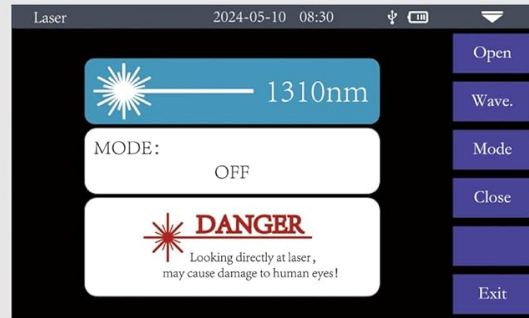 Laser
2024-05-10 08:30
Open
1310nm
Wave.
MODE:
Mode
OFF
Close
DANGER
Looking directly at laser,
may cause damage to human eyes!
Exit